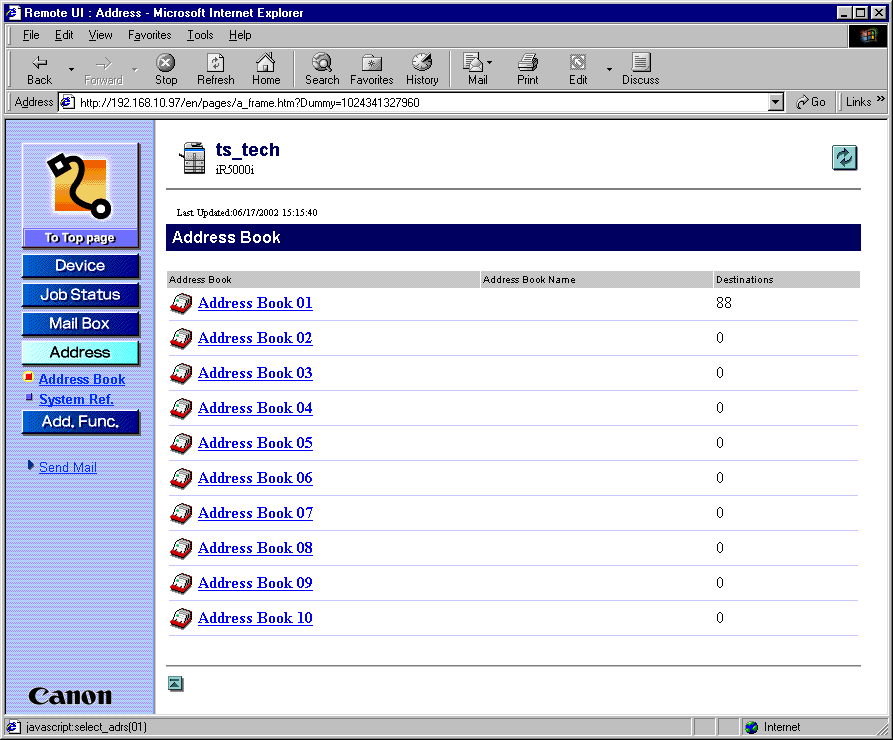 Remote UI : Address - Microsoft Internet Explorer
File Edit View Favorites Tools Help
Back Forward Stop Refresh Home Search Favorites History Mail Print Edit Discuss
Address http://192.168.10.97/en/pages/a_frame.htm?Dummy=1024341327960 Go Links »
ts_tech
iR5000i
To Top page
Device
Job Status
Mail Box
Address
Address Book
System Ref.
Add. Func.
Send Mail
Canon
Last Updated:06/17/2002 15:15:40
Address Book
Address Book Address Book Name Destinations
Address Book 01 88
Address Book 02 0
Address Book 03 0
Address Book 04 0
Address Book 05 0
Address Book 06 0
Address Book 07 0
Address Book 08 0
Address Book 09 0
Address Book 10 0
javascript:select_adrs(01) Internet